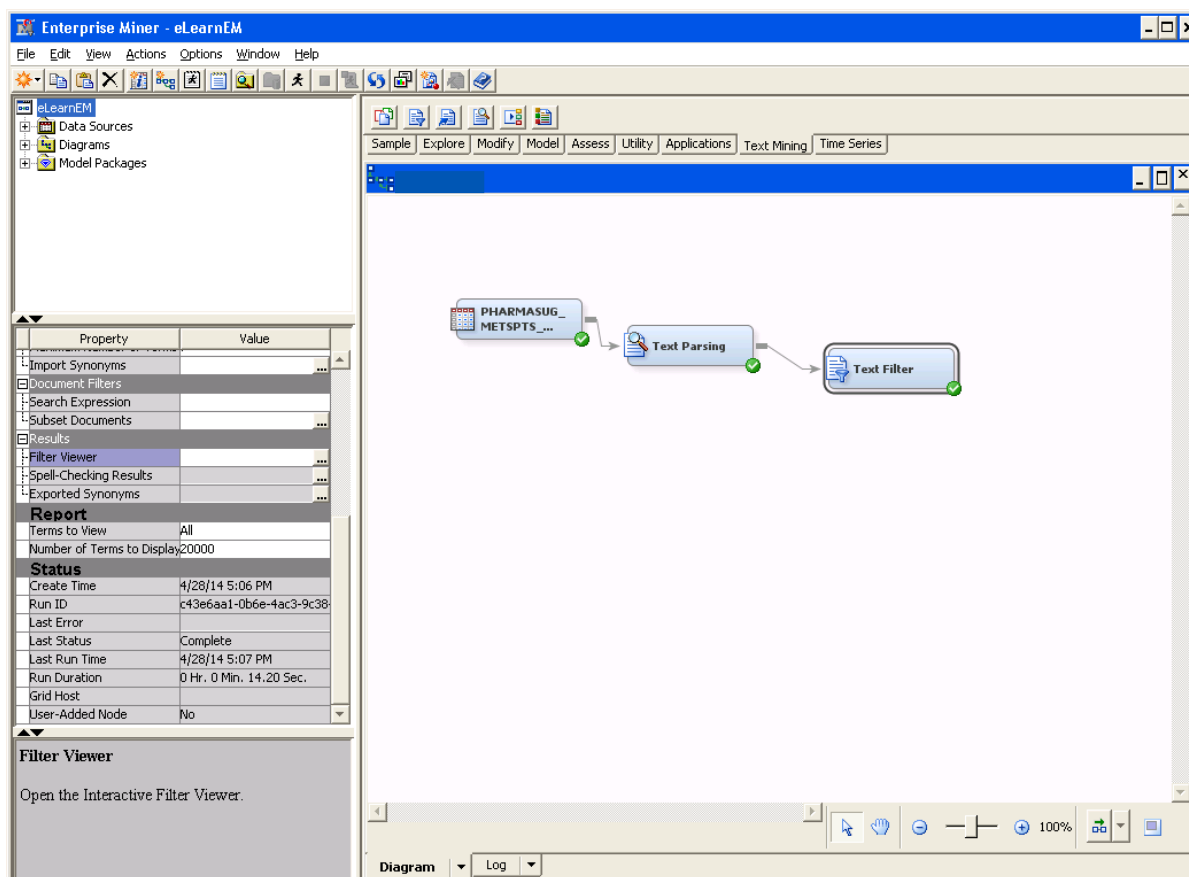 Enterprise Miner - eLearnEM
File Edit View Actions Options Window Help
eLearnEM
Data Sources
Diagrams
Model Packages
Sample Explore Modify Model Assess Utility Applications Text Mining Time Series
PHARMASUG_
METSPTS_...
Text Parsing
Text Filter
Property Value
Import Synonyms ...
Document Filters
Search Expression
Subset Documents ...
Results
Filter Viewer ...
Spell-Checking Results ...
Exported Synonyms ...
Report
Terms to View All
Number of Terms to Display 20000
Status
Create Time 4/28/14 5:06 PM
Run ID c43e6aa1-0b6e-4ac3-9c38-
Last Error
Last Status Complete
Last Run Time 4/28/14 5:07 PM
Run Duration 0 Hr. 0 Min. 14.20 Sec.
Grid Host
User-Added Node No
Filter Viewer
Open the Interactive Filter Viewer.
100%
Diagram Log